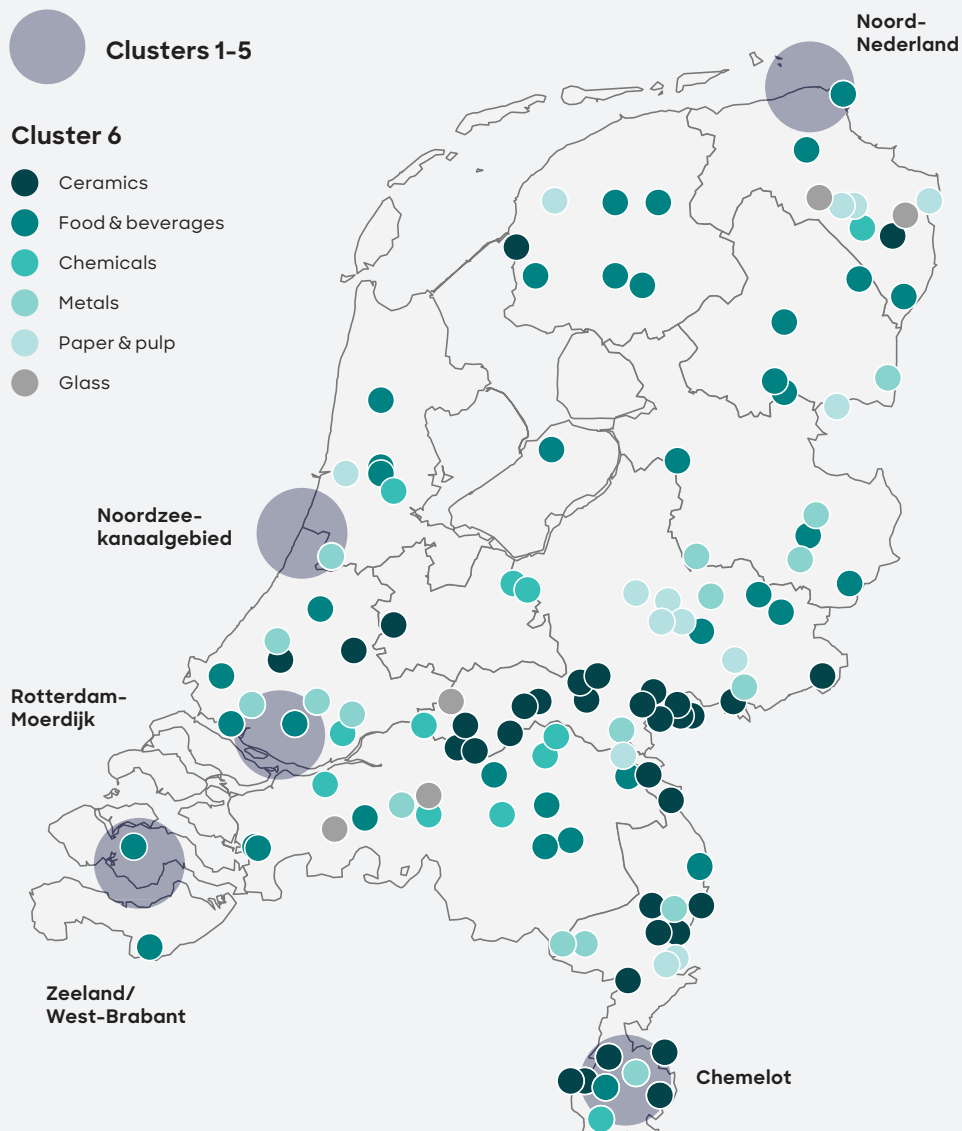 Clusters 1-5
Cluster 6
Ceramics
Food & beverages
Chemicals
Metals
Paper & pulp
Glass
Noord-
Nederland
Noordzee-
kanaalgebied
Rotterdam-
Moerdijk
Zeeland/
West-Brabant
Chemelot